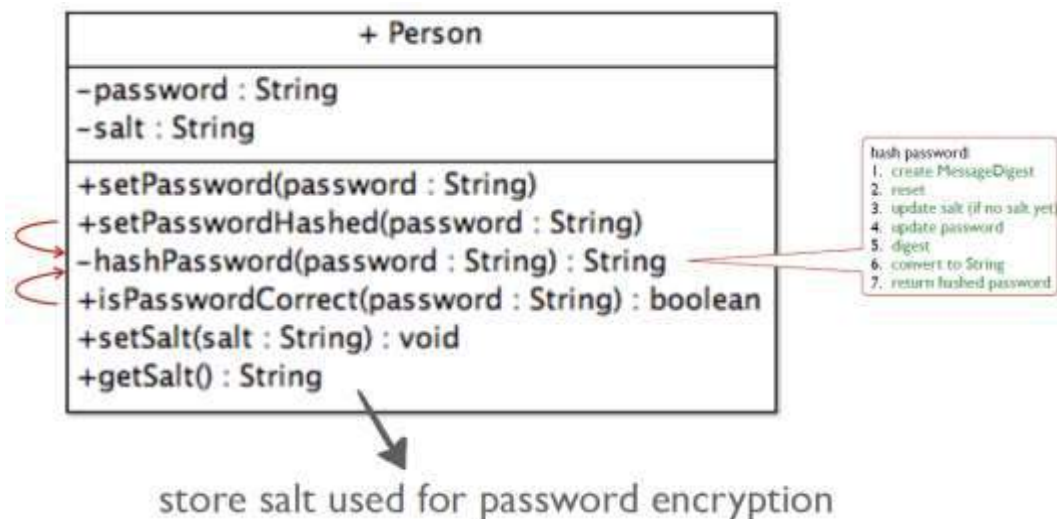 + Person
-password : String
-salt : String
+setPassword(password : String)
+setPasswordHashed(password : String)
-hashPassword(password : String) : String
+isPasswordCorrect(password : String) : boolean
+setSalt(salt : String) : void
+getSalt() : String
hash password:
1. create MessageDigest
2. reset
3. update salt (if no salt yet)
4. update password
5. digest
6. convert to String
7. return hashed password
store salt used for password encryption